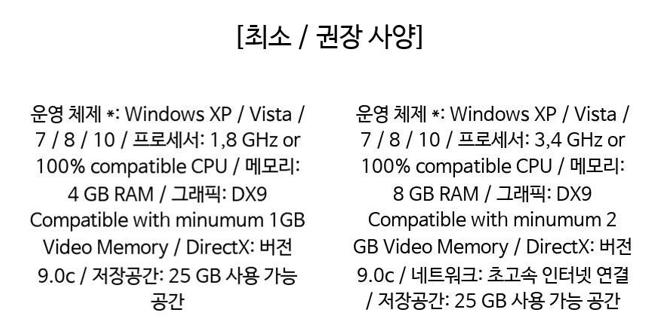 [최소 / 권장 사양]
운영 체제 *: Windows XP / Vista /
7 / 8 / 10 / 프로세서: 1,8 GHz or
100% compatible CPU / 메모리:
4 GB RAM / 그래픽: DX9
Compatible with minumum 1GB
Video Memory / DirectX: 버전
9.0c / 저장공간: 25 GB 사용 가능
공간
운영 체제 *: Windows XP / Vista /
7 / 8 / 10 / 프로세서: 3,4 GHz or
100% compatible CPU / 메모리:
8 GB RAM / 그래픽: DX9
Compatible with minumum 2
GB Video Memory / DirectX: 버전
9.0c / 네트워크: 초고속 인터넷 연결
/ 저장공간: 25 GB 사용 가능 공간